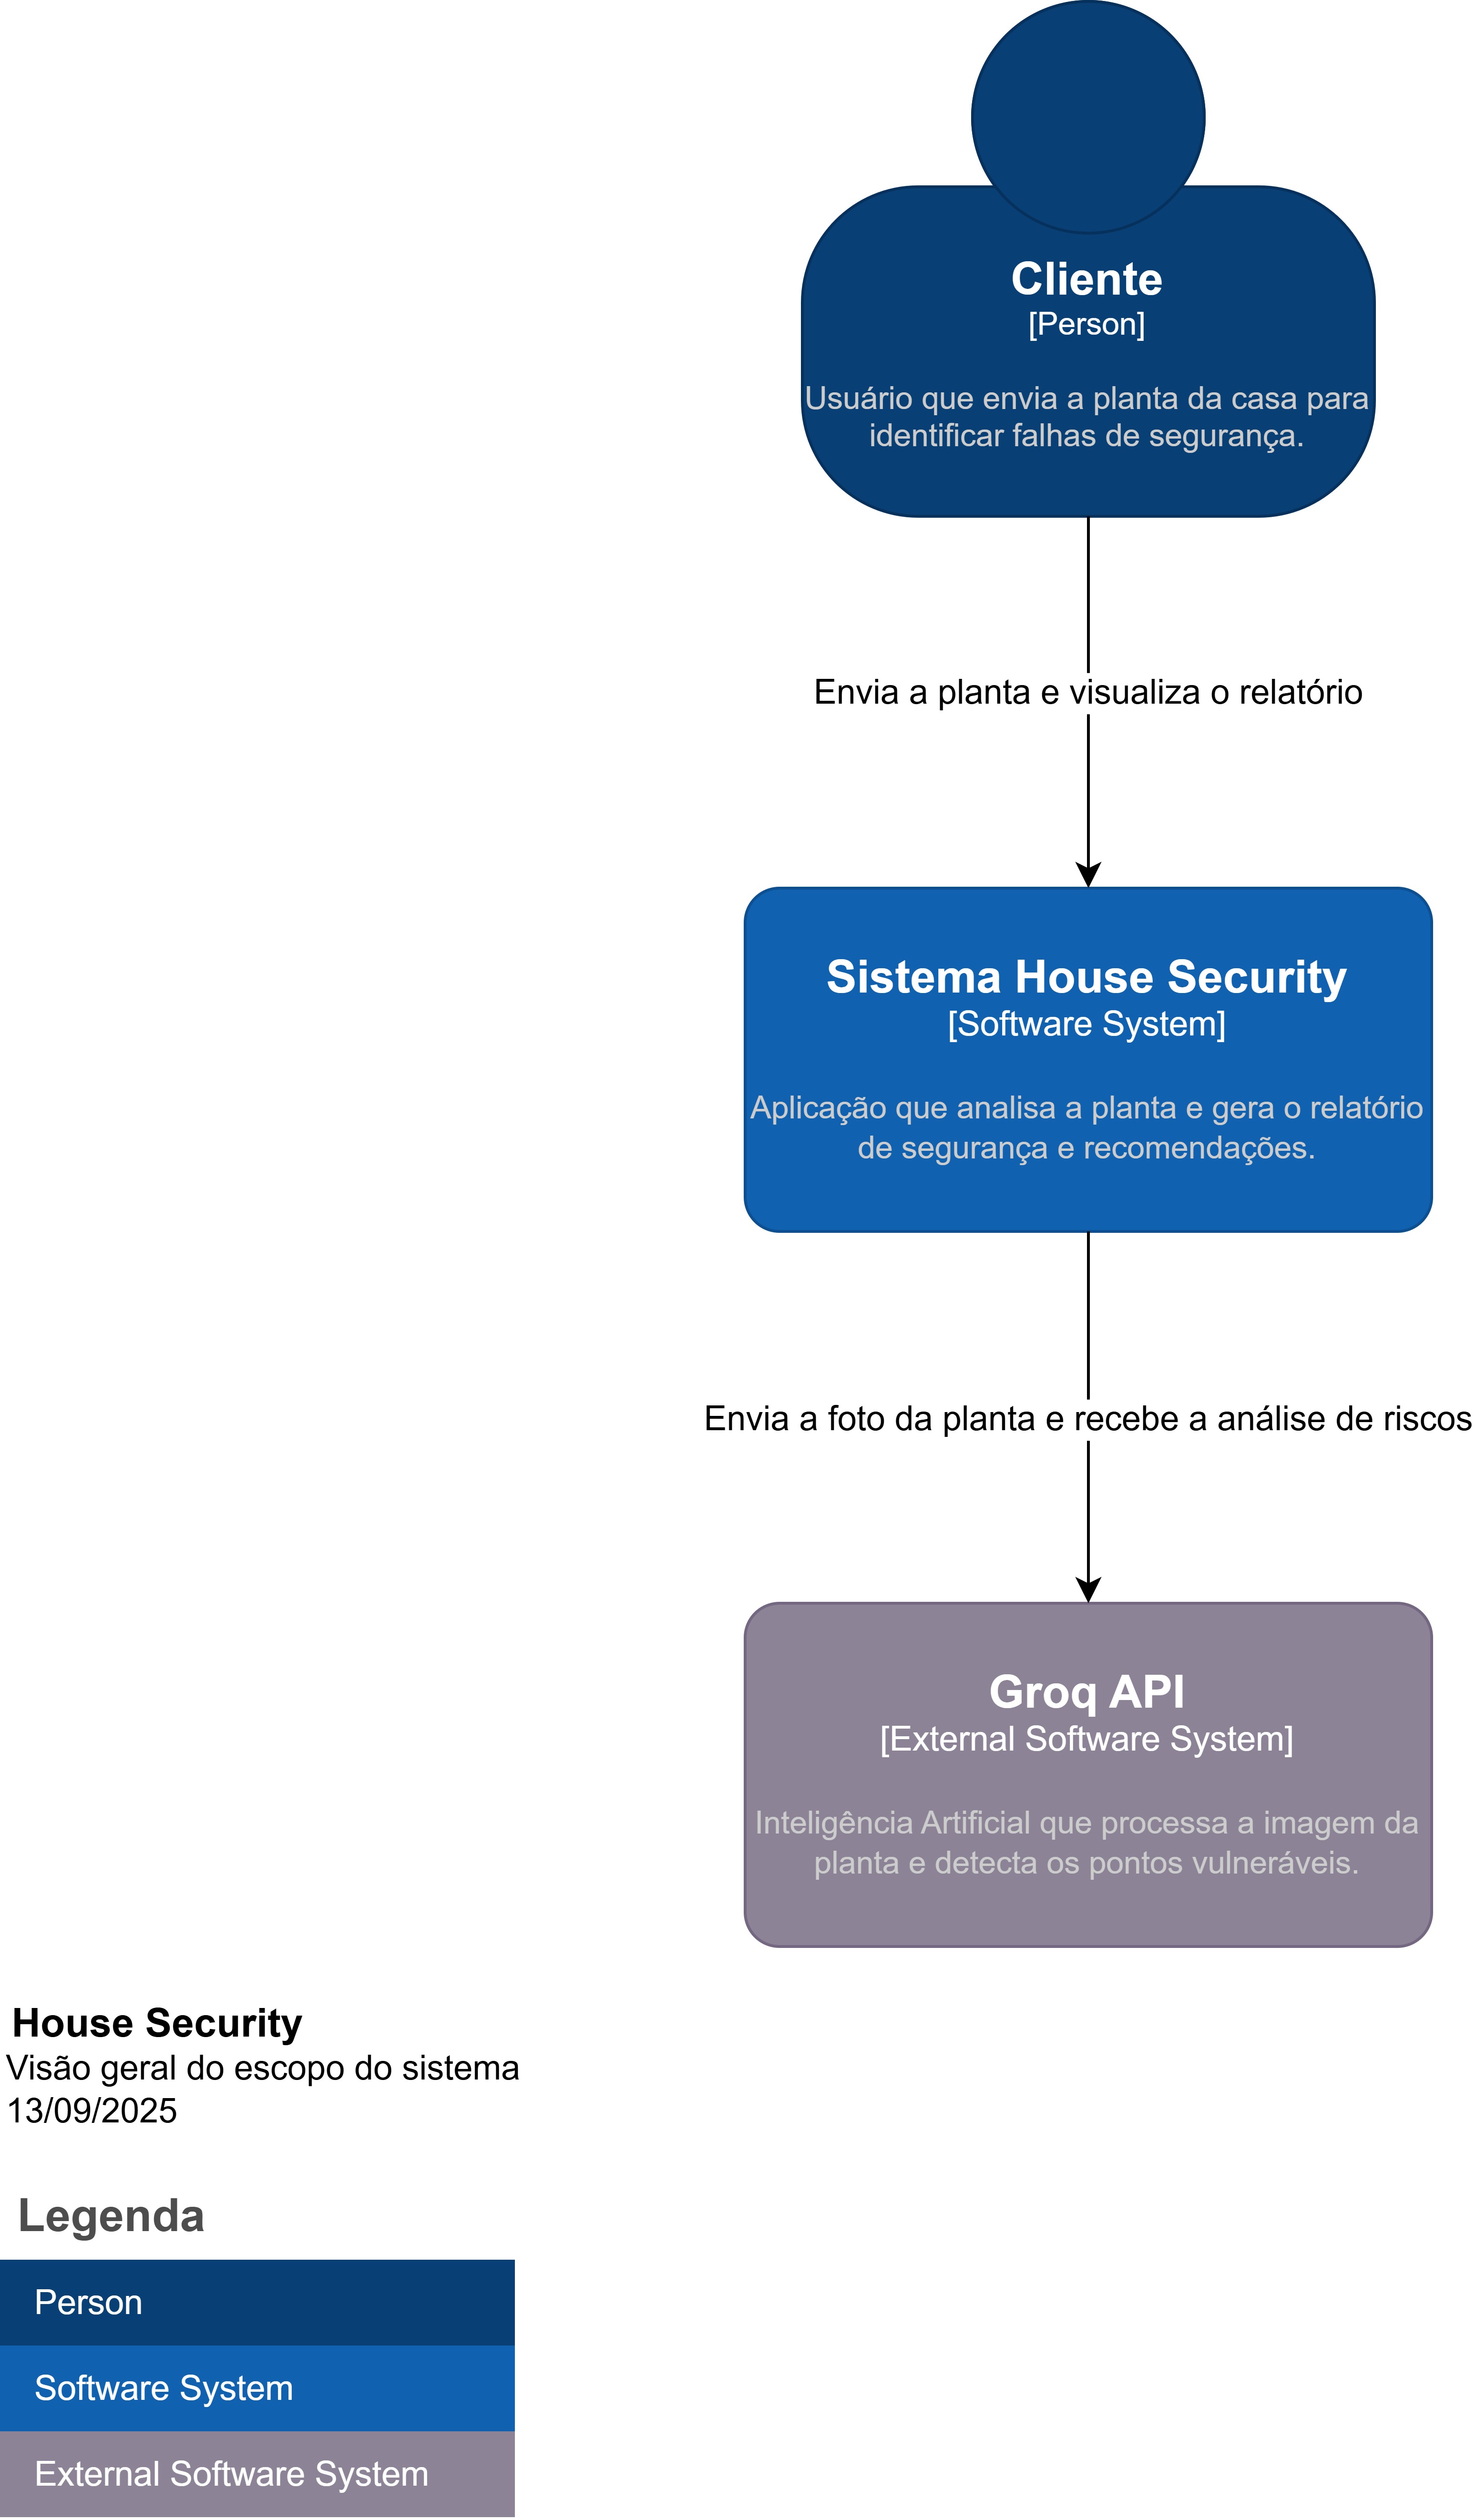 Cliente
[Person]
Usuário que envia a planta da casa para
identificar falhas de segurança.
Envia a planta e visualiza o relatório
Sistema House Security
[Software System]
Aplicação que analisa a planta e gera o relatório
de segurança e recomendações.
Envia a foto da planta e recebe a análise de riscos
Groq API
[External Software System]
Inteligência Artificial que processa a imagem da
planta e detecta os pontos vulneráveis.
House Security
Visão geral do escopo do sistema
13/09/2025
Legenda
Person
Software System
External Software System